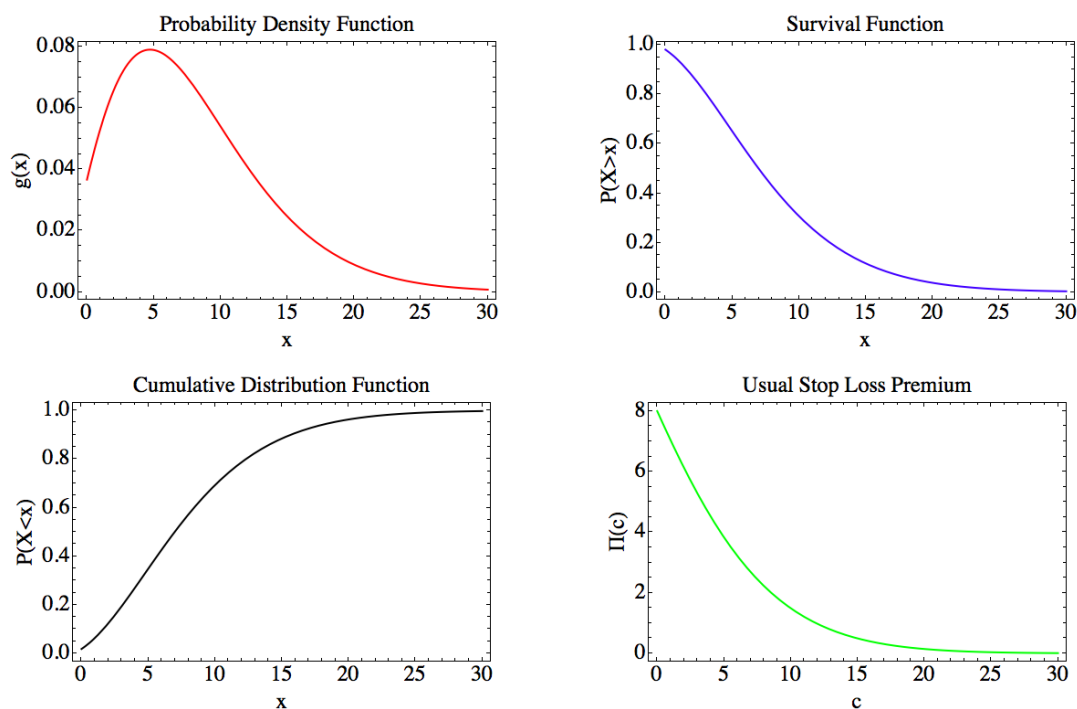 Probability Density Function
0.08
0.06
0.04
0.02
0.00
g(x)
0 5 10 15 20 25 30
x
Survival Function
1.0
0.8
0.6
0.4
0.2
0.0
P(X>x)
0 5 10 15 20 25 30
x
Cumulative Distribution Function
1.0
0.8
0.6
0.4
0.2
0.0
P(X<x)
0 5 10 15 20 25 30
x
Usual Stop Loss Premium
8
6
4
2
0
Π(c)
0 5 10 15 20 25 30
c